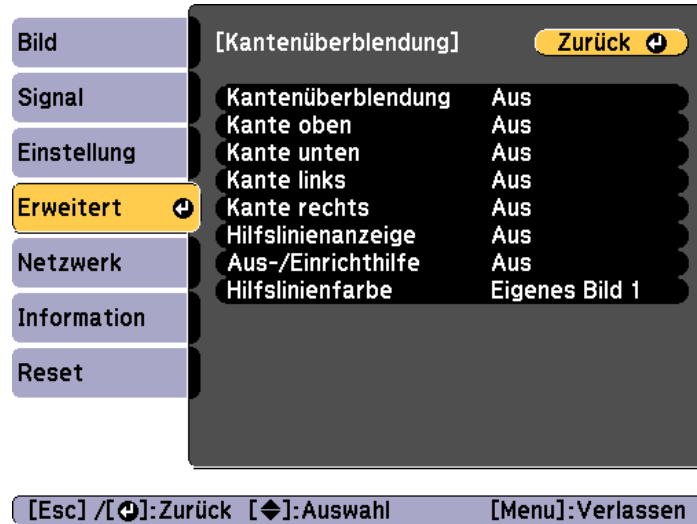 Bild
Signal
Einstellung
Erweitert
Netzwerk
Information
Reset
[Kantenüberblendung] Zurück
Kantenüberblendung Aus
Kante oben Aus
Kante unten Aus
Kante links Aus
Kante rechts Aus
Hilfslinienanzeige Aus
Aus-/Einrichthilfe Aus
Hilfslinienfarbe Eigenes Bild 1
[Esc] /[ ]:Zurück [ ]:Auswahl [Menu]:Verlassen